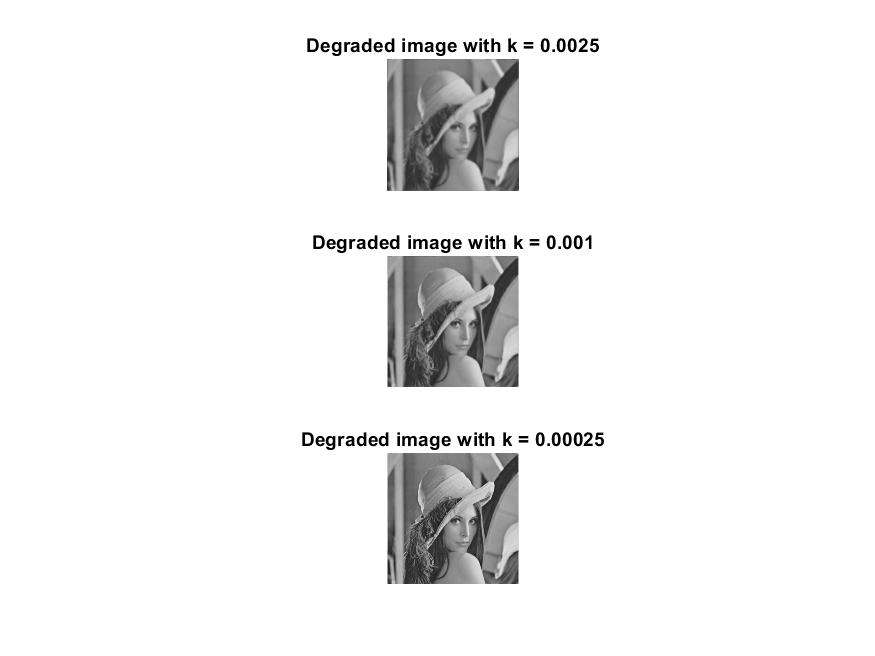 Degraded image with k = 0.0025
Degraded image with k = 0.001
Degraded image with k = 0.00025